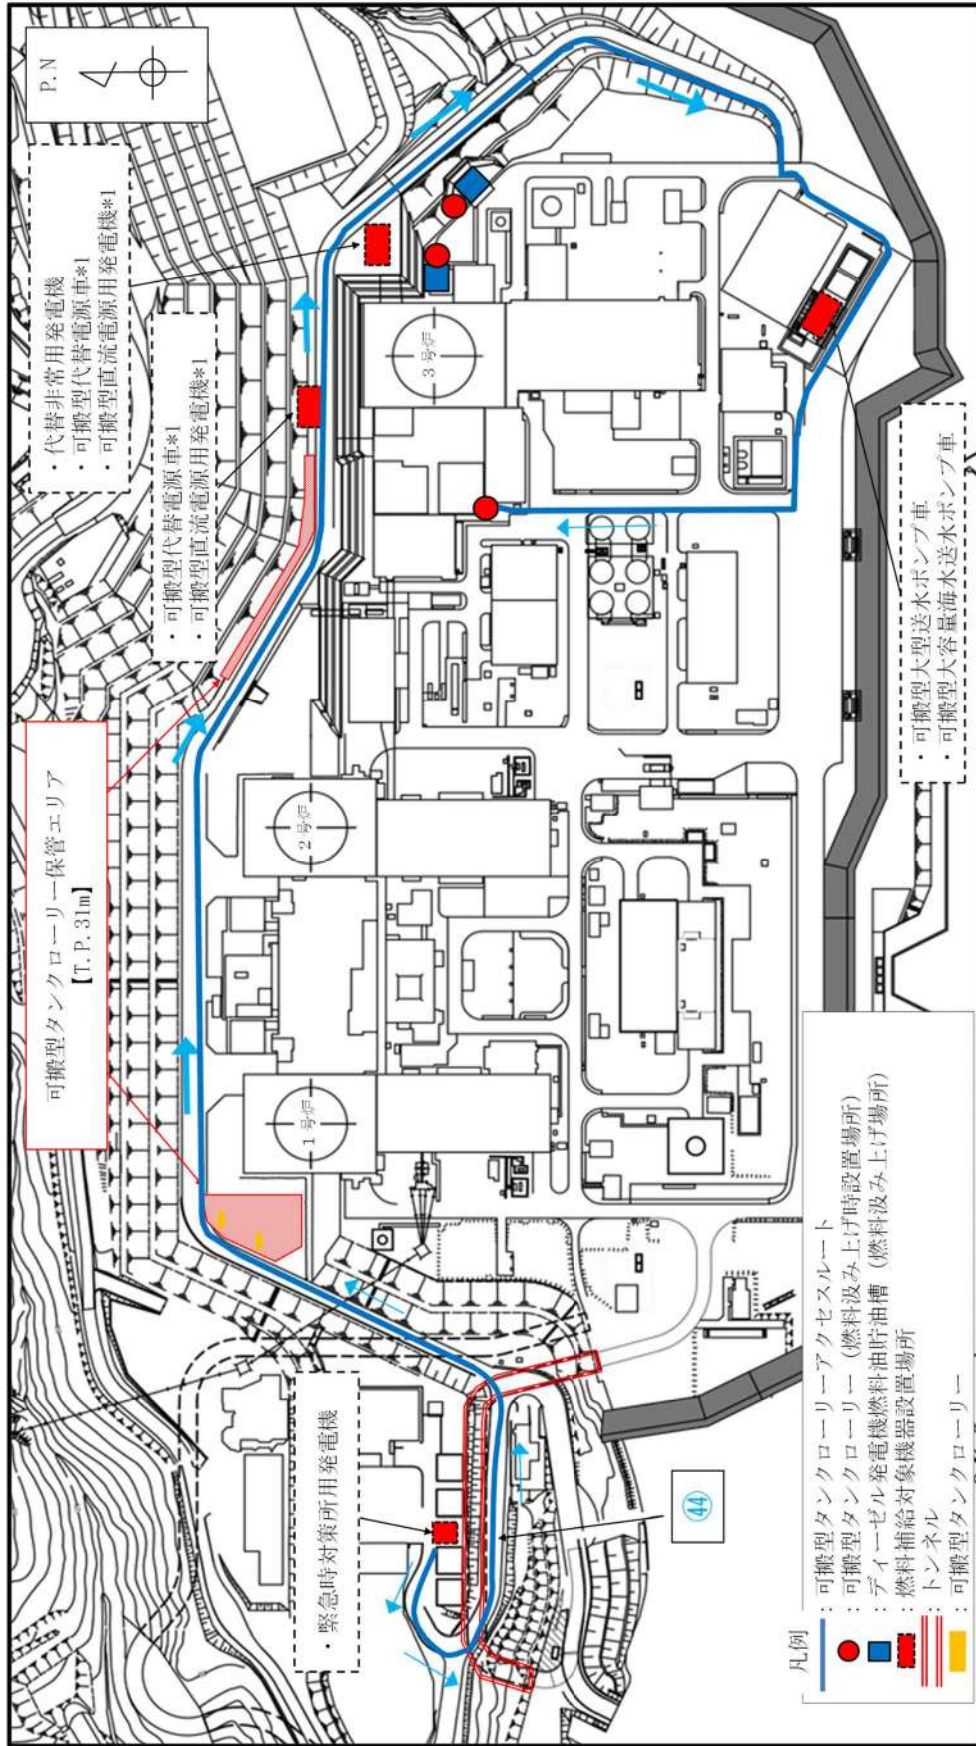 P.N
・代替非常用発電機
・可搬型代替電源車*1
・可搬型直流電源用発電機*1
・可搬型代替電源車*1
・可搬型直流電源用発電機*1
可搬型タンクローリー保管エリア
【T.P.31m】
・緊急時対策所用発電機
④④
1号炉
2号炉
3号炉
・可搬型大型送水ポンプ車
・可搬型大容量海水送水ポンプ車
凡例
：可搬型タンクローリーアクセスルート
：可搬型タンクローリー（燃料汲み上げ時設置場所）
：ディーゼル発電機燃料油貯油槽（燃料汲み上げ場所）
：燃料補給対象機器設置場所
：トンネル
：可搬型タンクローリー